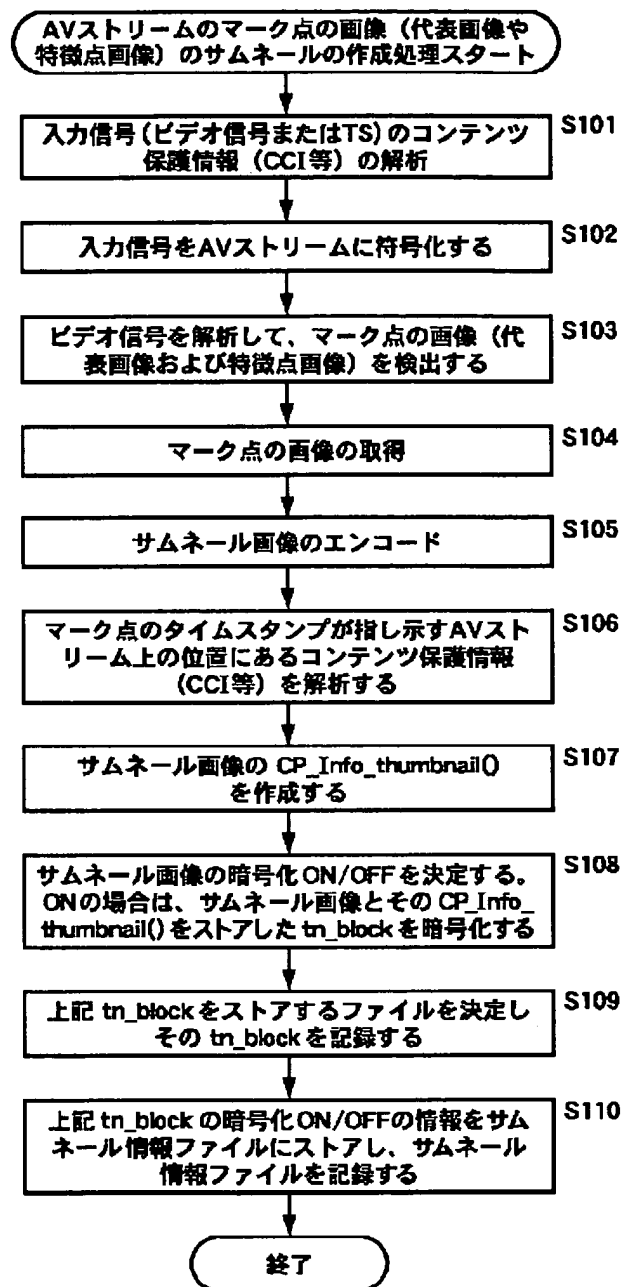 AVストリームのマーク点の画像（代表画像や
特徴点画像）のサムネールの作成処理スタート
S101
入力信号（ビデオ信号またはTS）のコンテンツ
保護情報（CCI等）の解析
S102
入力信号をAVストリームに符号化する
S103
ビデオ信号を解析して、マーク点の画像（代
表画像および特徴点画像）を検出する
S104
マーク点の画像の取得
S105
サムネール画像のエンコード
S106
マーク点のタイムスタンプが指し示すAVスト
リーム上の位置にあるコンテンツ保護情報
（CCI等）を解析する
S107
サムネール画像の CP_Info_thumbnail()
を作成する
S108
サムネール画像の暗号化ON/OFFを決定する。
ONの場合は、サムネール画像とその CP_Info_
thumbnail()をストアした tn_block を暗号化する
S109
上記 tn_block をストアするファイルを決定し
その tn_block を記録する
S110
上記 tn_block の暗号化ON/OFFの情報をサム
ネール情報ファイルにストアし、サムネール
情報ファイルを記録する
終了